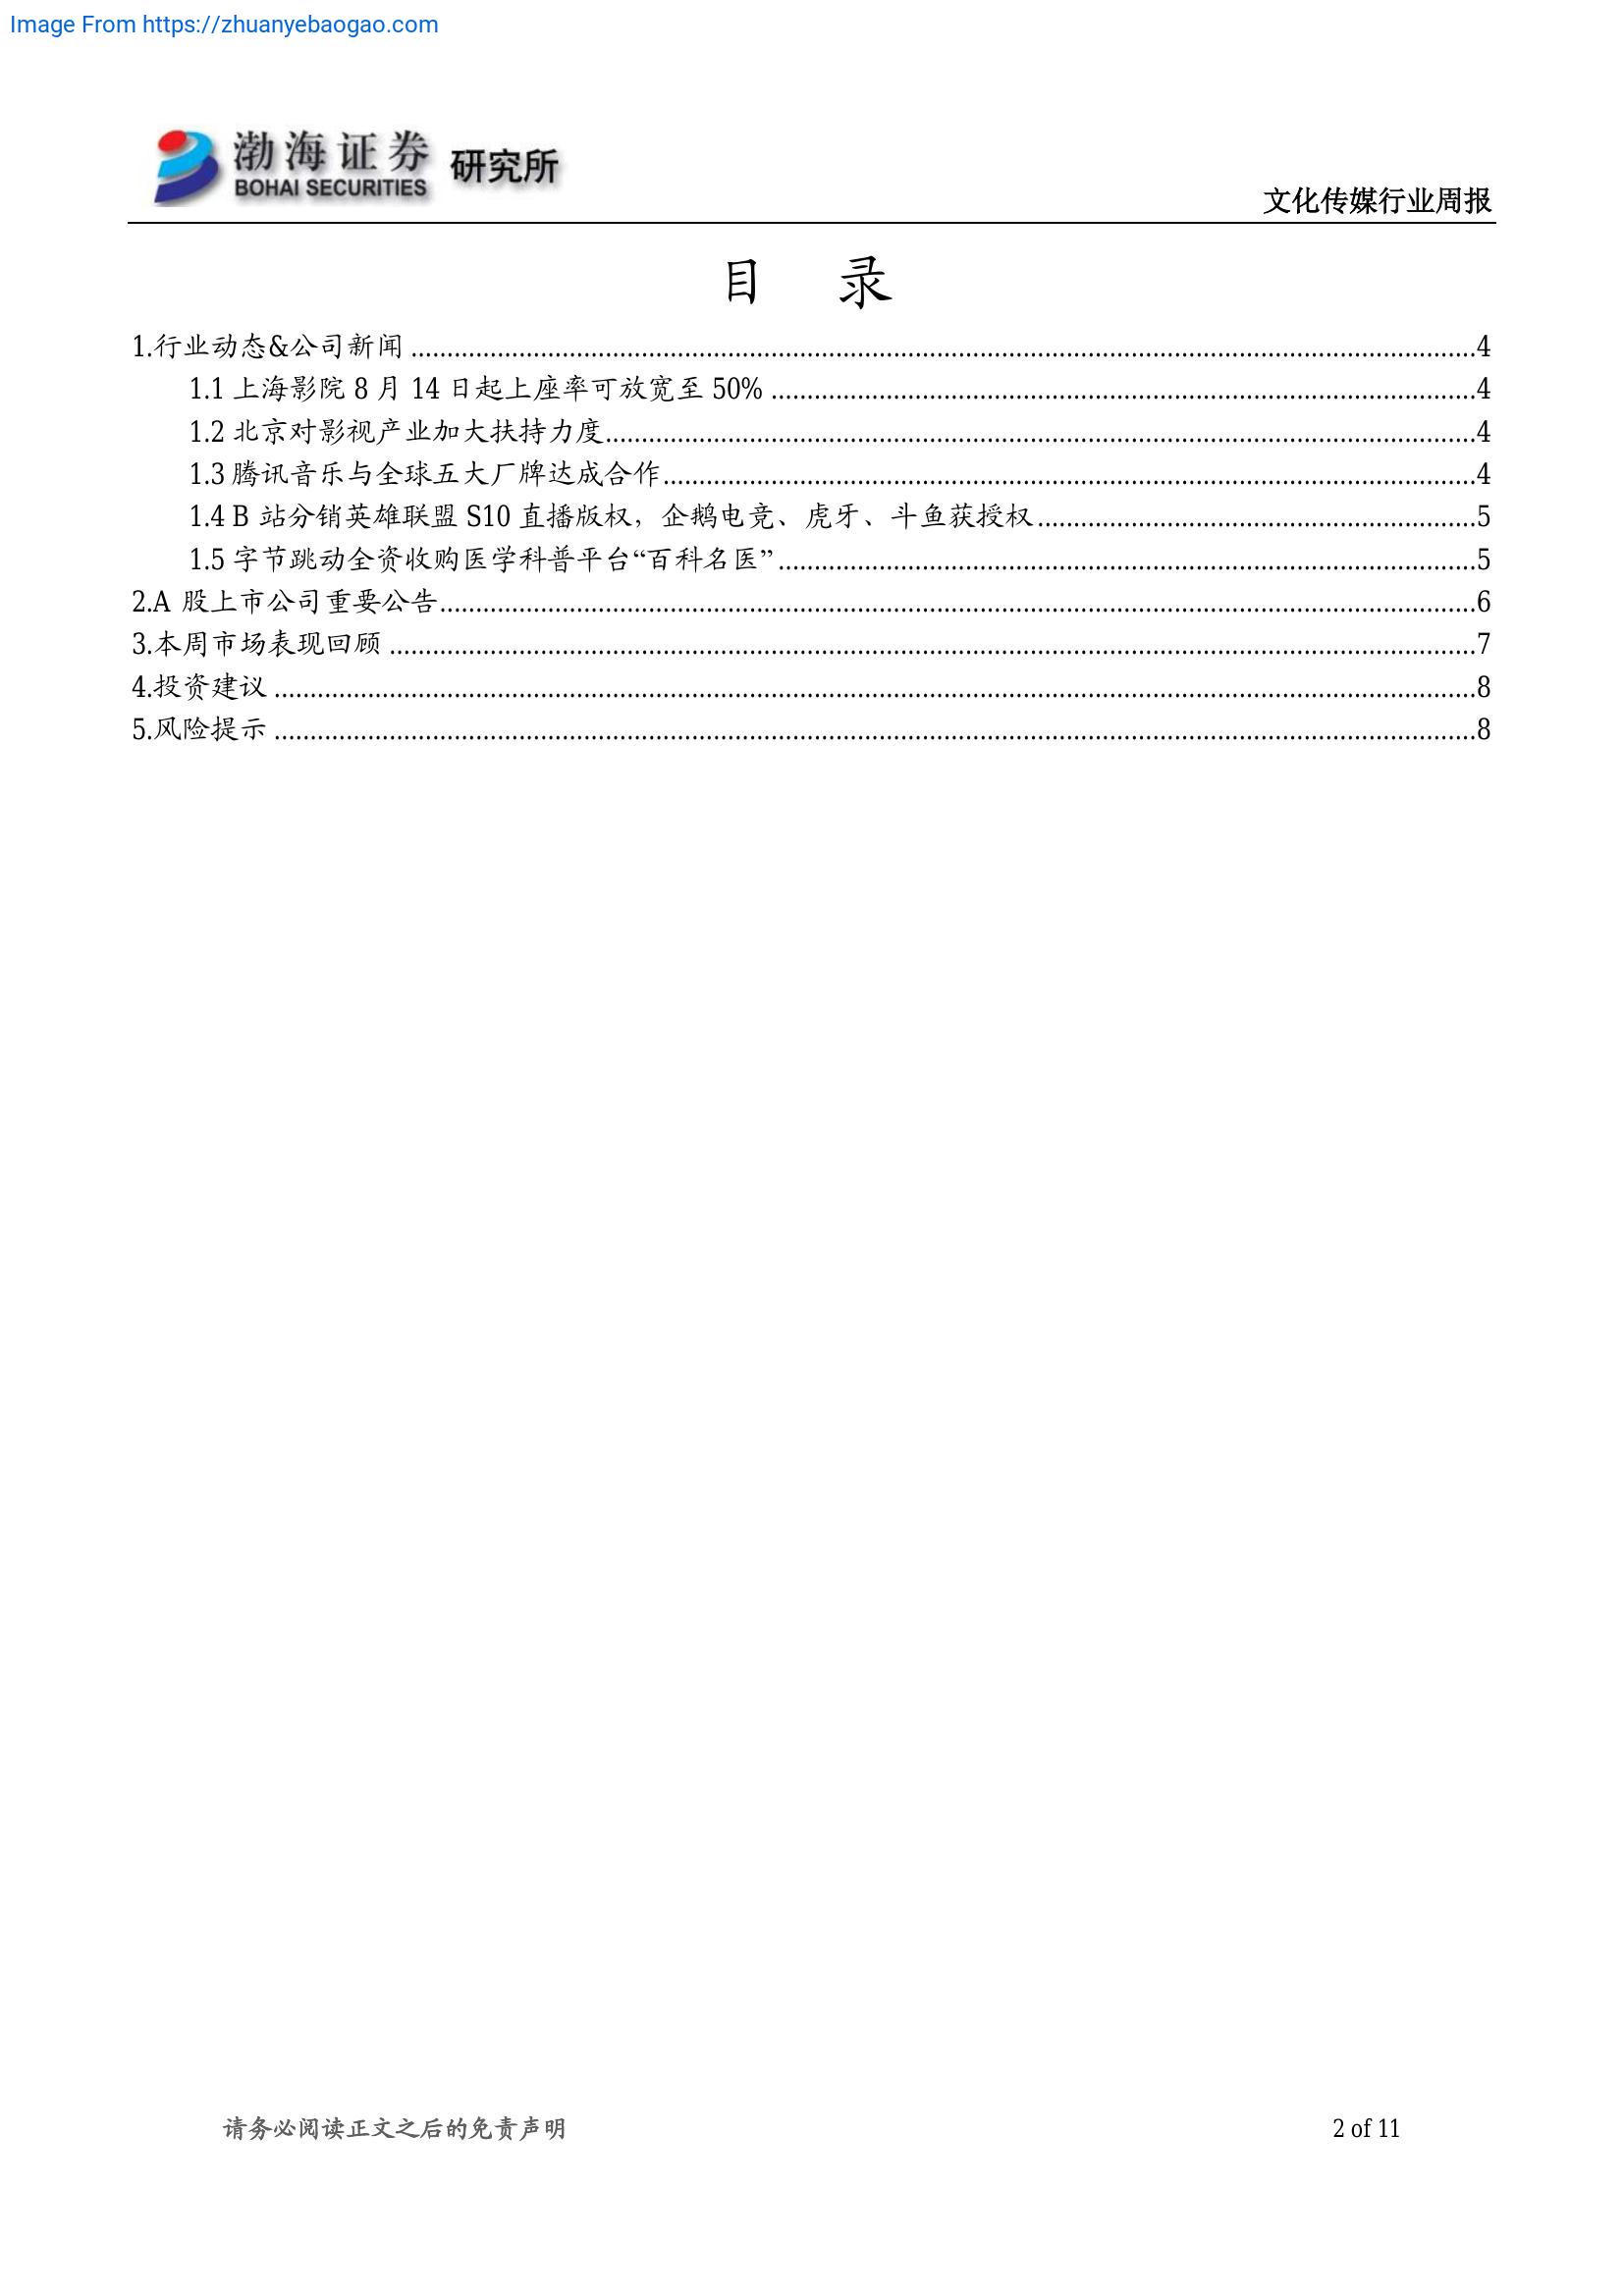 Image From https://zhuanyebaogao.com
渤海证券 研究所
BOHAI SECURITIES
文化传媒行业周报
目 录
1.行业动态&公司新闻 ........ 4
1.1 上海影院 8 月 14 日起上座率可放宽至 50% ........ 4
1.2 北京对影视产业加大扶持力度........ 4
1.3 腾讯音乐与全球五大厂牌达成合作........ 4
1.4 B 站分销英雄联盟 S10 直播版权，企鹅电竞、虎牙、斗鱼获授权........ 5
1.5 字节跳动全资收购医学科普平台“百科名医”........ 5
2.A 股上市公司重要公告........ 6
3.本周市场表现回顾 ........ 7
4.投资建议 ........ 8
5.风险提示 ........ 8
请务必阅读正文之后的免责声明 2 of 11